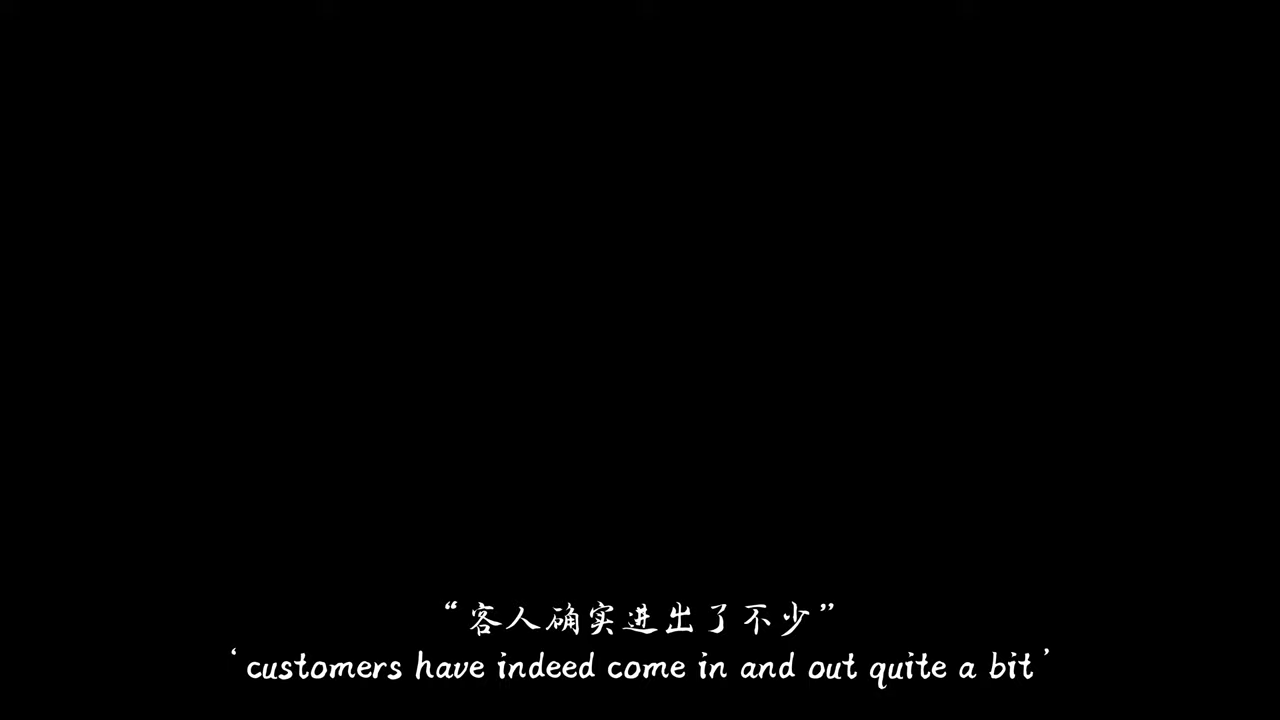 “客人确实进出了不少”
‘customers have indeed come in and out quite a bit’